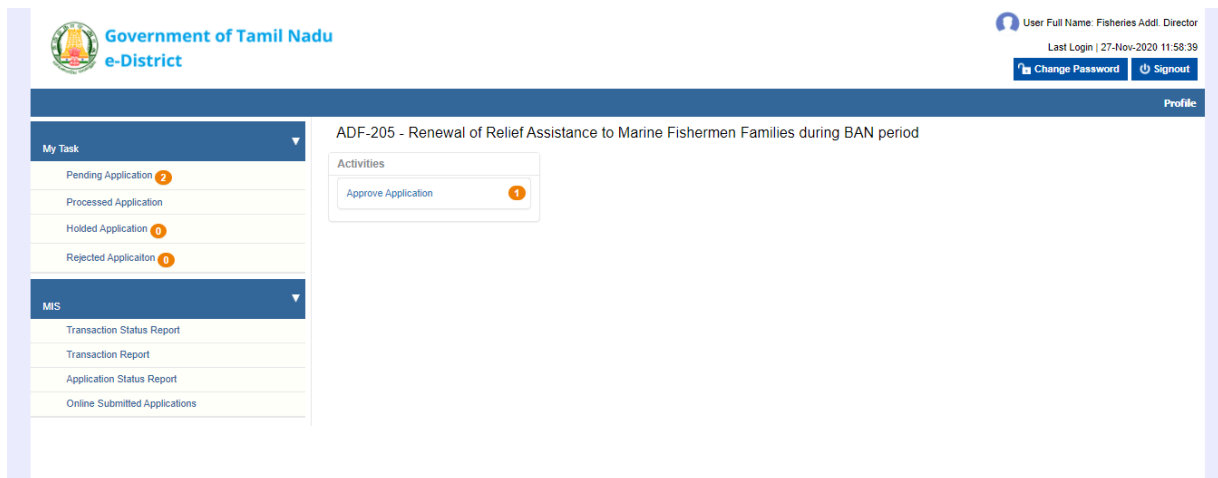 Government of Tamil Nadu
e-District
User Full Name: Fisheries Addl. Director
Last Login | 27-Nov-2020 11:58:39
Change Password
Signout
Profile
My Task
Pending Application 2
Processed Application
Holded Application 0
Rejected Applicaiton 0
MIS
Transaction Status Report
Transaction Report
Application Status Report
Online Submitted Applications
ADF-205 - Renewal of Relief Assistance to Marine Fishermen Families during BAN period
Activities
Approve Application 1